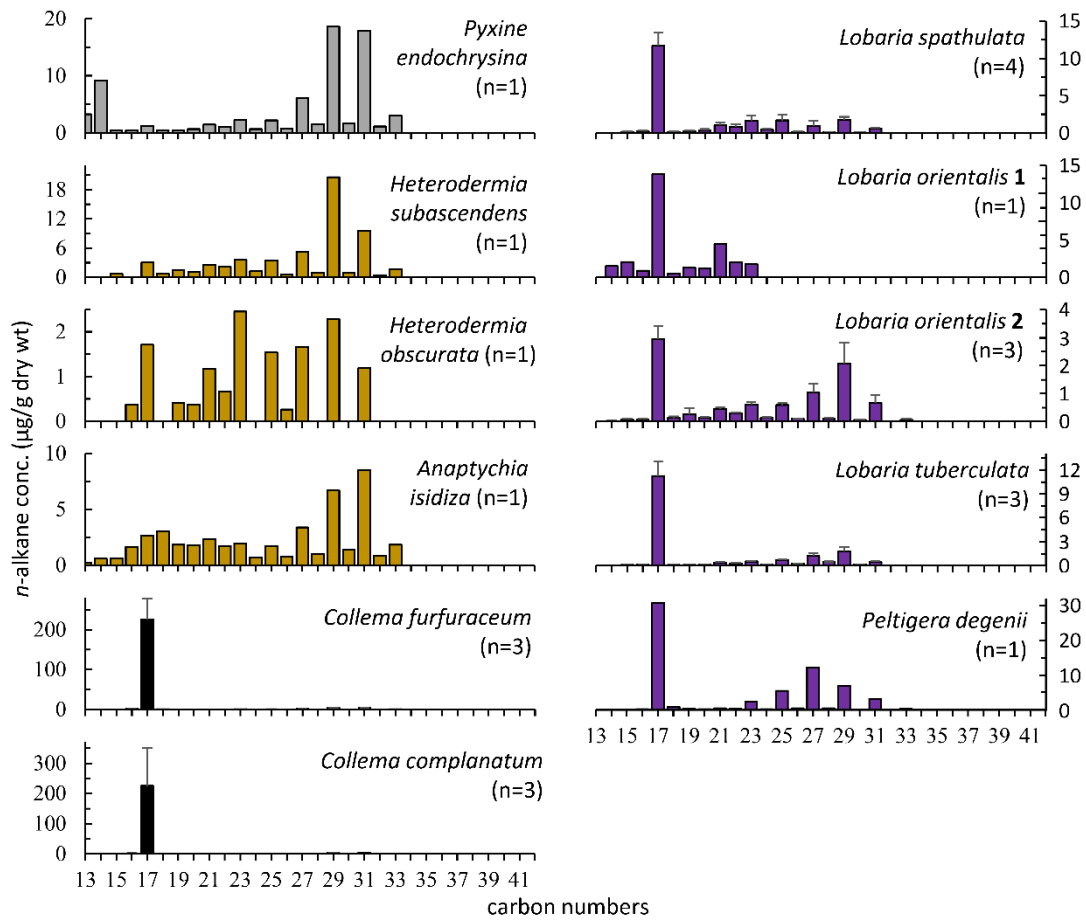 n-alkane conc. (µg/g dry wt)
20
10
0
Pyxine
endochrysina
(n=1)
18
12
6
0
Heterodermia
subascendens
(n=1)
2
1
0
Heterodermia
obscurata (n=1)
10
5
0
Anaptychia
isidiza (n=1)
200
100
0
Collema furfuraceum
(n=3)
300
200
100
0
Collema complanatum
(n=3)
13 15 17 19 21 23 25 27 29 31 33 35 37 39 41
Lobaria spathulata
(n=4)
15
10
5
0
Lobaria orientalis 1
(n=1)
15
10
5
0
Lobaria orientalis 2
(n=3)
4
3
2
1
0
Lobaria tuberculata
(n=3)
12
9
6
3
0
Peltigera degenii
(n=1)
30
20
10
0
13 15 17 19 21 23 25 27 29 31 33 35 37 39 41
carbon numbers